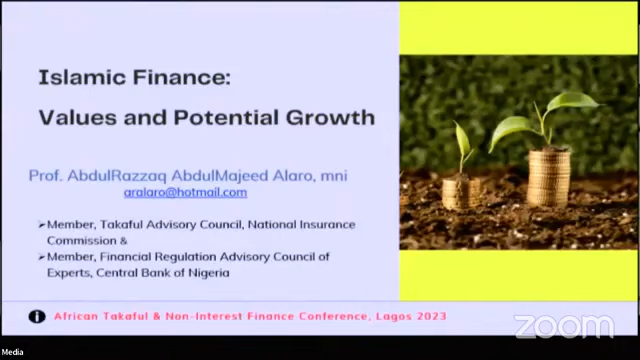 Islamic Finance:
Values and Potential Growth
Prof. AbdulRazzaq AbdulMajeed Alaro, mni
aralaro@hotmail.com
➢Member, Takaful Advisory Council, National Insurance
Commission &
➢Member, Financial Regulation Advisory Council of
Experts, Central Bank of Nigeria
i African Takaful & Non-Interest Finance Conference, Lagos 2023
zoom
Media